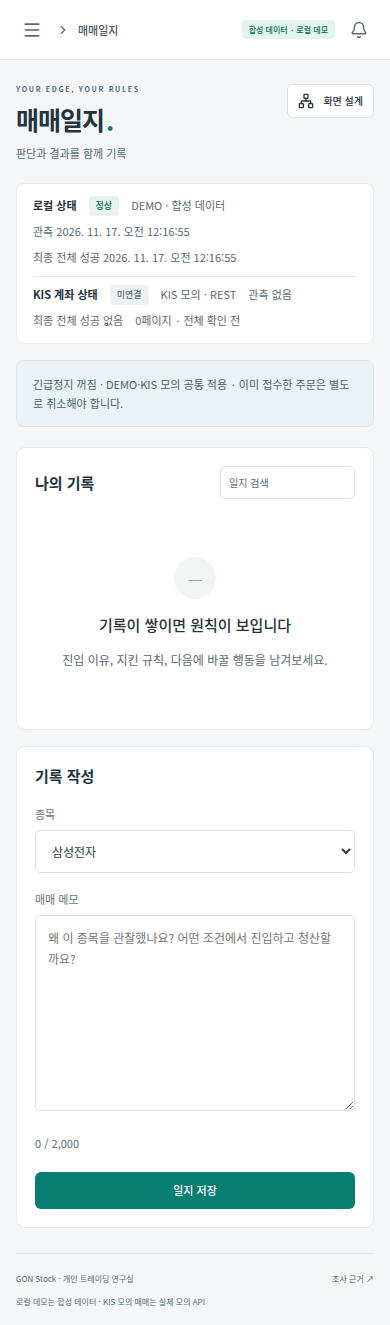 매매일지
합성 데이터 · 로컬 데모
YOUR EDGE, YOUR RULES
매매일지.
화면 설계
판단과 결과를 함께 기록
로컬 상태 정상 DEMO · 합성 데이터
관측 2026. 11. 17. 오전 12:16:55
최종 전체 성공 2026. 11. 17. 오전 12:16:55
KIS 계좌 상태 미연결 KIS 모의 · REST 관측 없음
최종 전체 성공 없음 0페이지 · 전체 확인 전
긴급정지 꺼짐 · DEMO·KIS 모의 공통 적용 · 이미 접수한 주문은 별도
로 취소해야 합니다.
나의 기록
일지 검색
—
기록이 쌓이면 원칙이 보입니다
진입 이유, 지킨 규칙, 다음에 바꿀 행동을 남겨보세요.
기록 작성
종목
삼성전자
매매 메모
왜 이 종목을 관찰했나요? 어떤 조건에서 진입하고 청산할
까요?
0 / 2,000
일지 저장
GON Stock · 개인 트레이딩 연구실
조사 근거 ↗
로컬 데모는 합성 데이터 · KIS 모의 매매는 실제 모의 API